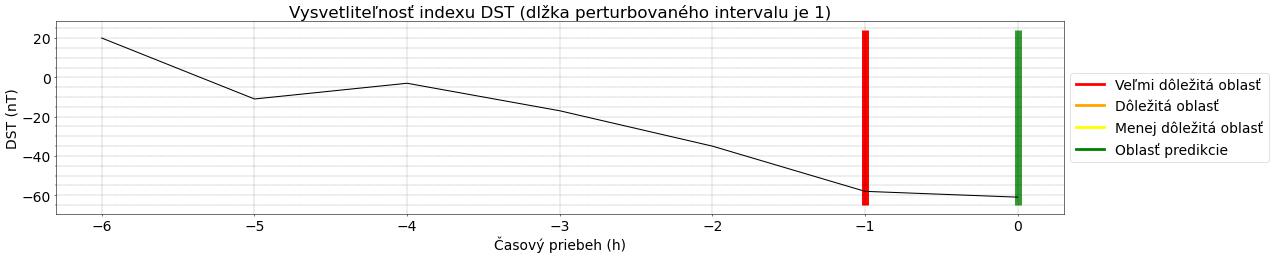 Vysvetliteľnosť indexu DST (dĺžka perturbovaného intervalu je 1)
DST (nT)
20
0
−20
−40
−60
−6
−5
−4
−3
−2
−1
0
Časový priebeh (h)
Veľmi dôležitá oblasť
Dôležitá oblasť
Menej dôležitá oblasť
Oblasť predikcie